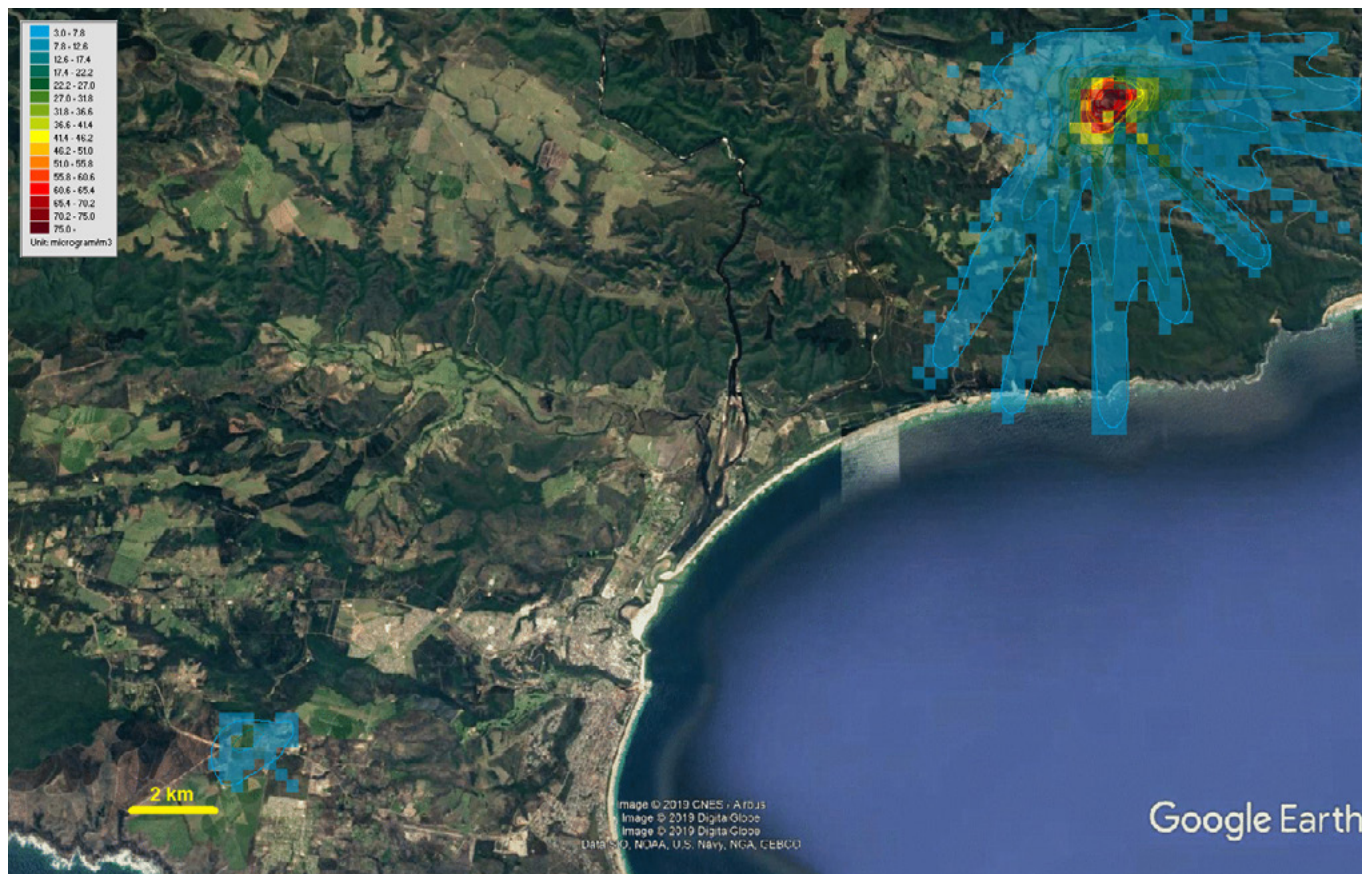 3.0 - 7.8
7.8 - 12.6
12.6 - 17.4
17.4 - 22.2
22.2 - 27.0
27.0 - 31.8
31.8 - 36.6
36.6 - 41.4
41.4 - 46.2
46.2 - 51.0
51.0 - 55.8
55.8 - 60.6
60.6 - 65.4
65.4 - 70.2
70.2 - 75.0
75.0 -
Unit: microgram/m3
2 km
Image © 2019 CNES / Airbus
Image © 2019 DigitalGlobe
Image © 2019 DigitalGlobe
Data SIO, NOAA, U.S. Navy, NGA, GEBCO
Google Earth